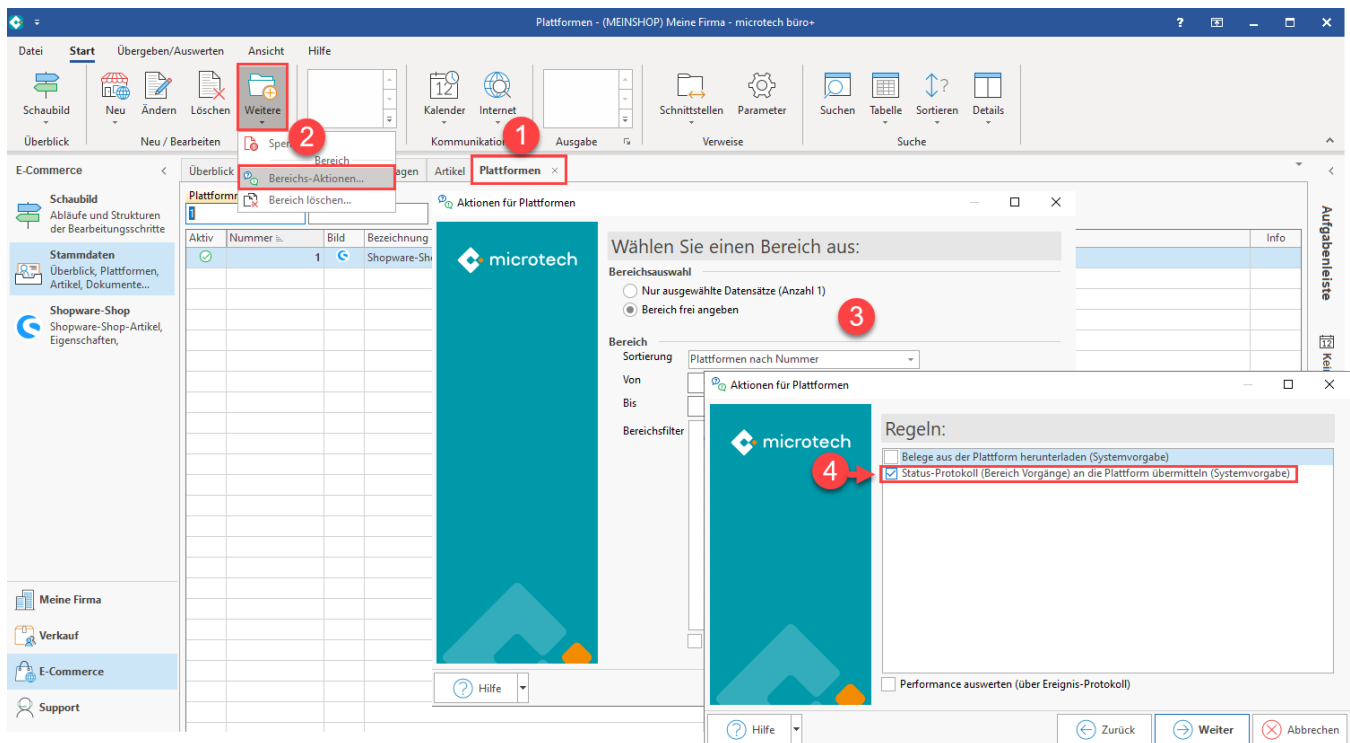 Plattformen - (MEINSHOP) Meine Firma - microtech büro+
?
Datei Start Übergeben/Auswerten Ansicht Hilfe
Schaubild Neu Ändern Löschen Weitere Kalender Internet Schnittstellen Parameter Suchen Tabelle Sortieren Details
12
Überblick Neu / Bearbeiten Kommunikation Ausgabe Verweise Suche
2
1
Bereich
Bereichs-Aktionen...
Bereich löschen...
E-Commerce
Überblick Artikel Plattformen
Schaubild
Abläufe und Strukturen
der Bearbeitungsschritte
Stammdaten
Überblick, Plattformen,
Artikel, Dokumente...
Shopware-Shop
Shopware-Shop-Artikel,
Eigenschaften,
Meine Firma
Verkauf
E-Commerce
Support
1
Aktiv Nummer Bild Bezeichnung Info
1
Aufgabenleiste
12
Aktionen für Plattformen
microtech
Wählen Sie einen Bereich aus:
Bereichsauswahl
Nur ausgewählte Datensätze (Anzahl 1)
Bereich frei angeben
3
Bereich
Sortierung Plattformen nach Nummer
Von
Bis
Bereichsfilter
Hilfe
Aktionen für Plattformen
microtech
Regeln:
Belege aus der Plattform herunterladen (Systemvorgabe)
4
Status-Protokoll (Bereich Vorgänge) an die Plattform übermitteln (Systemvorgabe)
Performance auswerten (über Ereignis-Protokoll)
Hilfe Zurück Weiter Abbrechen